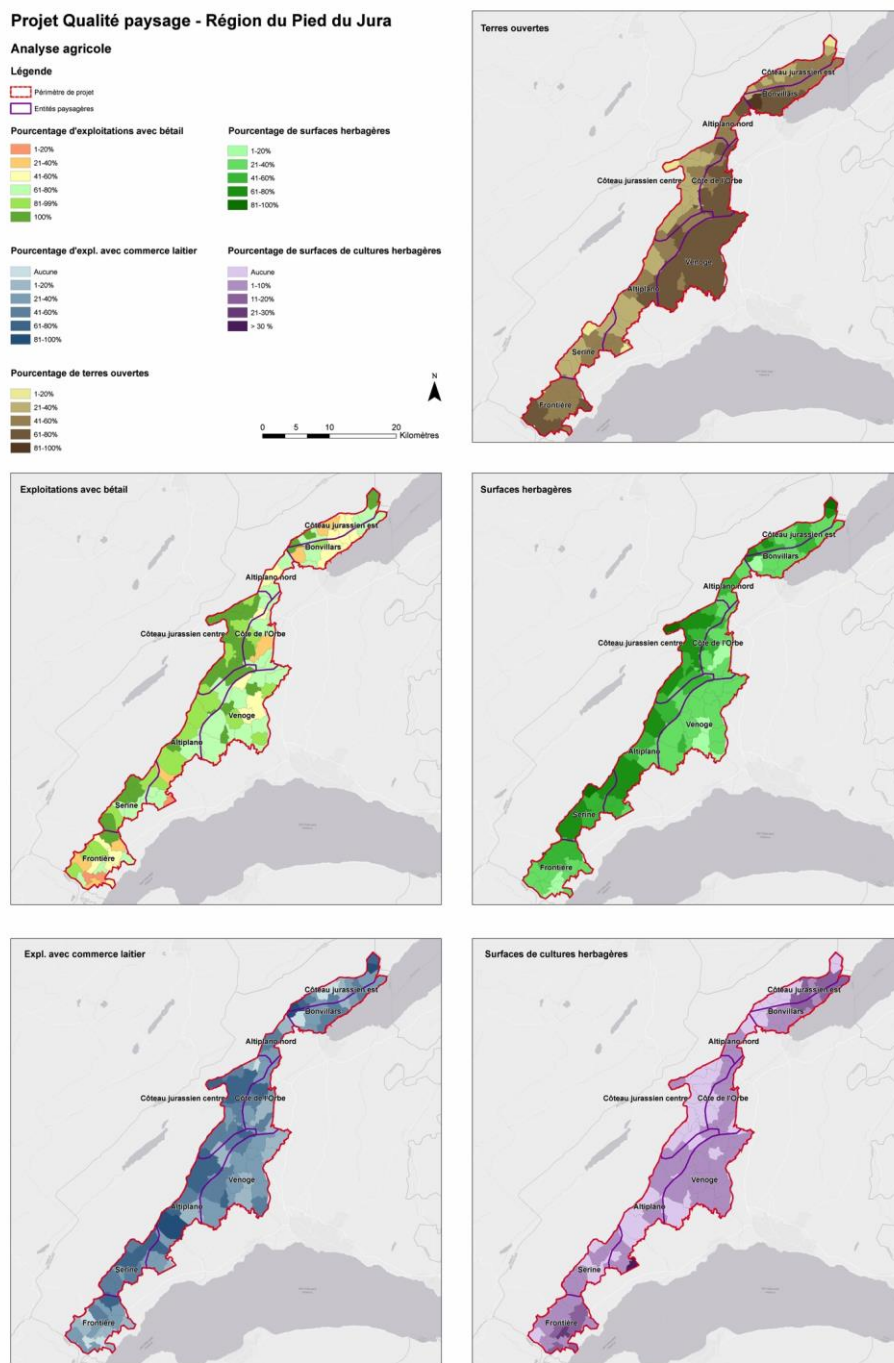 Projet Qualité paysage - Région du Pied du Jura
Analyse agricole
Légende
Périmètre de projet
Entités paysagères
Pourcentage d'exploitations avec bétail
1-20%
21-40%
41-60%
61-80%
81-99%
100%
Pourcentage de surfaces herbagères
1-20%
21-40%
41-60%
61-80%
81-100%
Pourcentage d'expl. avec commerce laitier
Aucune
1-20%
21-40%
41-60%
61-80%
81-100%
Pourcentage de surfaces de cultures herbagères
Aucune
1-10%
11-20%
21-30%
> 30 %
Pourcentage de terres ouvertes
1-20%
21-40%
41-60%
61-80%
81-100%
N
0 5 10 20
Kilomètres
Terres ouvertes
Côteau jurassien est
Bonvillars
Altiplano nord
Côteau jurassien centre
Côte de l'Orbe
Venoge
Altiplano
Serine
Frontière
Exploitations avec bétail
Côteau jurassien est
Bonvillars
Altiplano nord
Côteau jurassien centre
Côte de l'Orbe
Venoge
Altiplano
Serine
Frontière
Surfaces herbagères
Côteau jurassien est
Bonvillars
Altiplano nord
Côteau jurassien centre
Côte de l'Orbe
Venoge
Altiplano
Serine
Frontière
Expl. avec commerce laitier
Côteau jurassien est
Bonvillars
Altiplano nord
Côteau jurassien centre
Côte de l'Orbe
Venoge
Altiplano
Serine
Frontière
Surfaces de cultures herbagères
Côteau jurassien est
Bonvillars
Altiplano nord
Côteau jurassien centre
Côte de l'Orbe
Venoge
Altiplano
Serine
Frontière